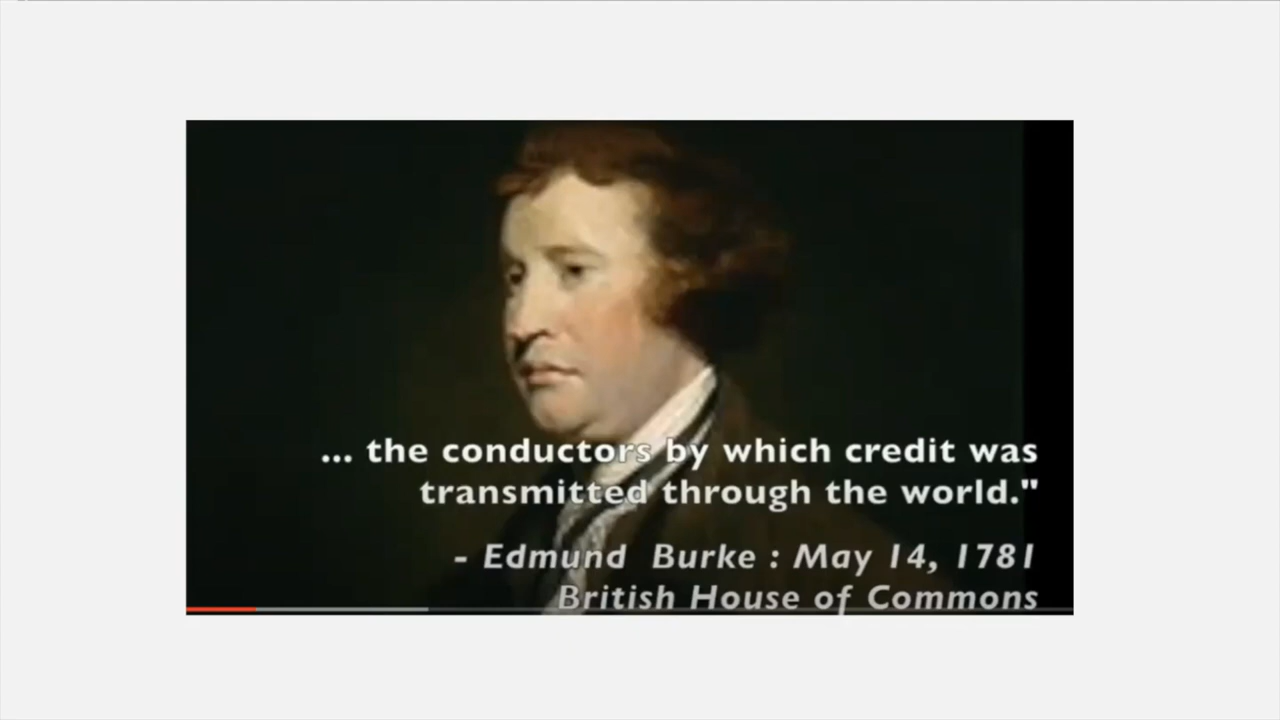 ... the conductors by which credit was
transmitted through the world."
- Edmund Burke : May 14, 1781
British House of Commons